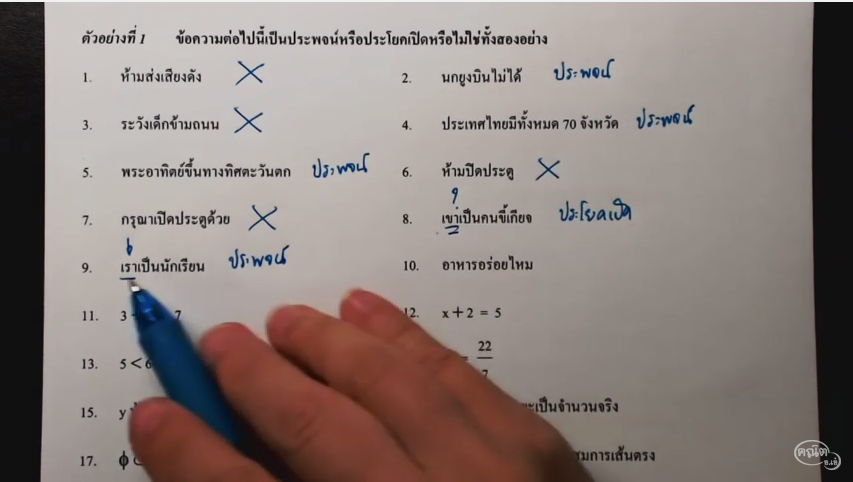 ตัวอย่างที่ 1 ข้อความต่อไปนี้เป็นประพจน์หรือประโยคเปิดหรือไม่ใช่ทั้งสองอย่าง
1. ห้ามส่งเสียงดัง ✗ 2. นกยูงบินไม่ได้ ประพจน์
3. ระวังเด็กข้ามถนน ✗ 4. ประเทศไทยมีทั้งหมด 70 จังหวัด ประพจน์
5. พระอาทิตย์ขึ้นทางทิศตะวันตก ประพจน์ 6. ห้ามปิดประตู ✗
?
7. กรุณาเปิดประตูด้วย ✗ 8. เขาเป็นคนขี้เกียจ ประโยคเปิด
9. เราเป็นนักเรียน ประพจน์ 10. อาหารอร่อยไหม
11. 3 7 12. x + 2 = 5
13. 5 < 6 = 22/7
15. y เป็นจำนวนจริง
17. ϕ สมการเส้นตรง
คณิต อ.เอ๋